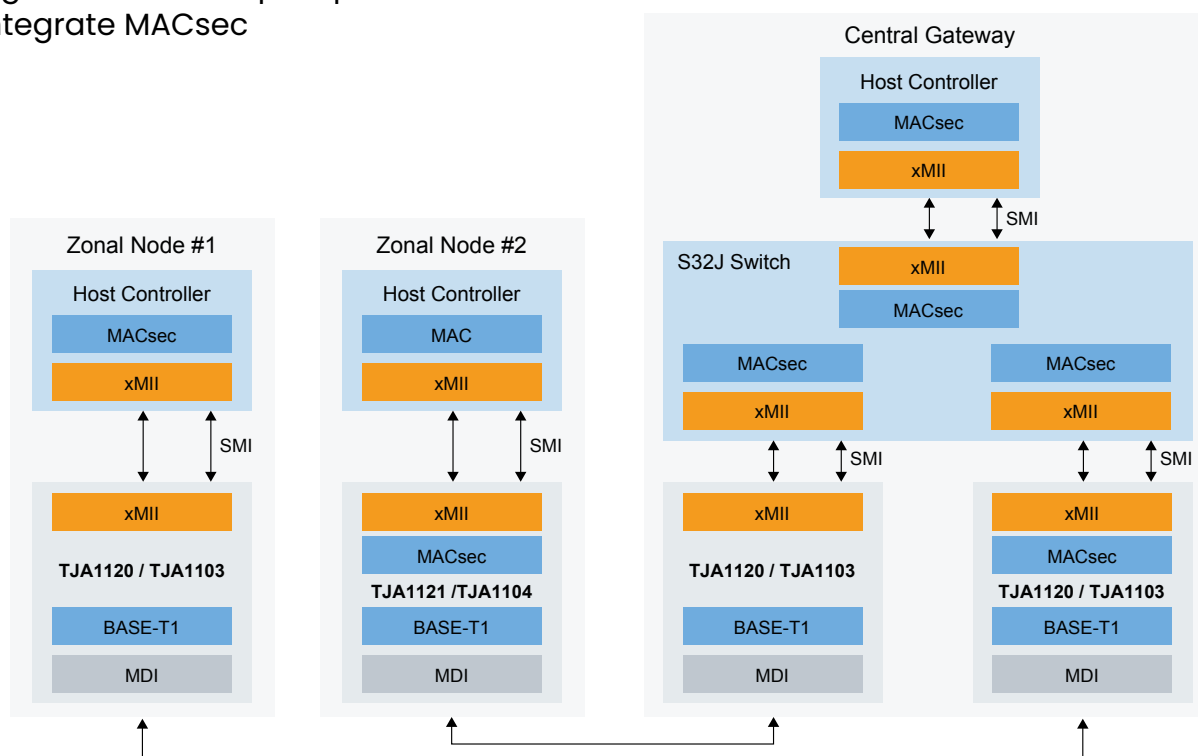 ntegrate MACsec
Central Gateway
Host Controller
MACsec
xMII
SMI
S32J Switch
xMII
MACsec
MACsec
xMII
SMI
MACsec
xMII
SMI
xMII
TJA1120 / TJA1103
BASE-T1
MDI
xMII
MACsec
TJA1120 / TJA1103
BASE-T1
MDI
Zonal Node #1
Host Controller
MACsec
xMII
SMI
xMII
TJA1120 / TJA1103
BASE-T1
MDI
Zonal Node #2
Host Controller
MAC
xMII
SMI
xMII
MACsec
TJA1121 /TJA1104
BASE-T1
MDI